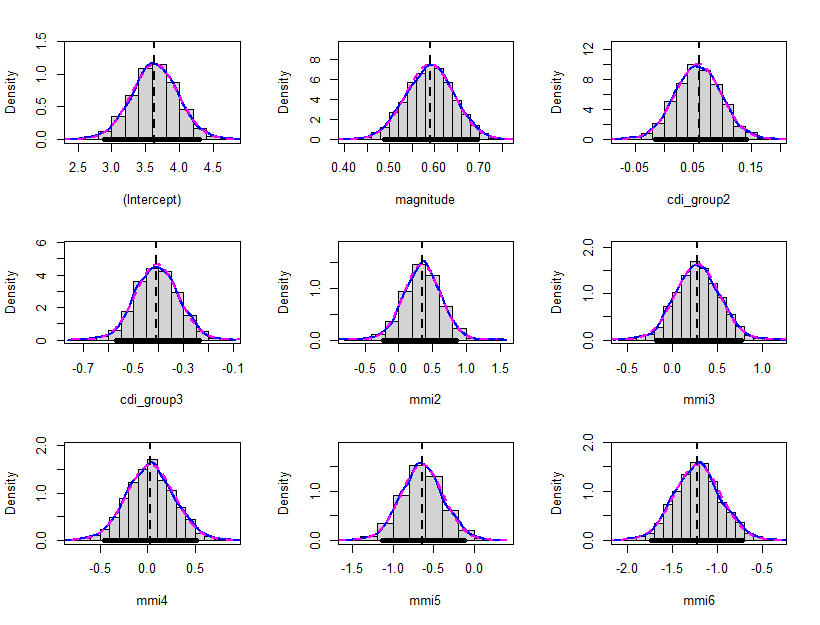 Density
0.0 0.5 1.0 1.5
2.5 3.0 3.5 4.0 4.5
(Intercept)
Density
0 2 4 6 8
0.40 0.50 0.60 0.70
magnitude
Density
0 4 8 12
-0.05 0.05 0.15
cdi_group2
Density
0 2 4 6
-0.7 -0.5 -0.3 -0.1
cdi_group3
Density
0.0 1.0
-0.5 0.0 0.5 1.0 1.5
mmi2
Density
0.0 1.0 2.0
-0.5 0.0 0.5 1.0
mmi3
Density
0.0 1.0 2.0
-0.5 0.0 0.5
mmi4
Density
0.0 1.0
-1.5 -1.0 -0.5 0.0
mmi5
Density
0.0 1.0 2.0
-2.0 -1.5 -1.0 -0.5
mmi6